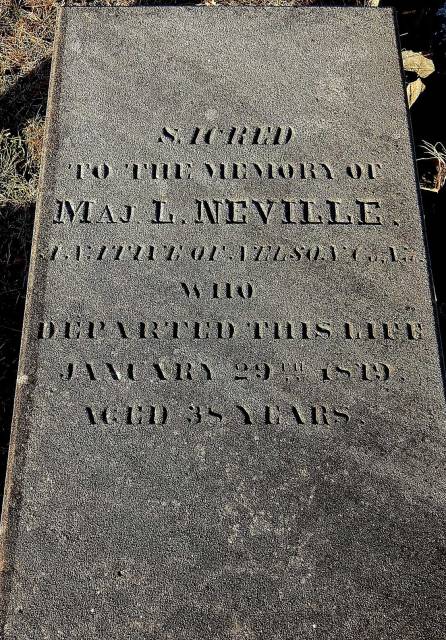 SACRED
TO THE MEMORY OF
MAJ L. NEVILLE.
A NATIVE OF NELSON Co. VA.
WHO
DEPARTED THIS LIFE
JANUARY 29TH
AGED 38 YEARS.